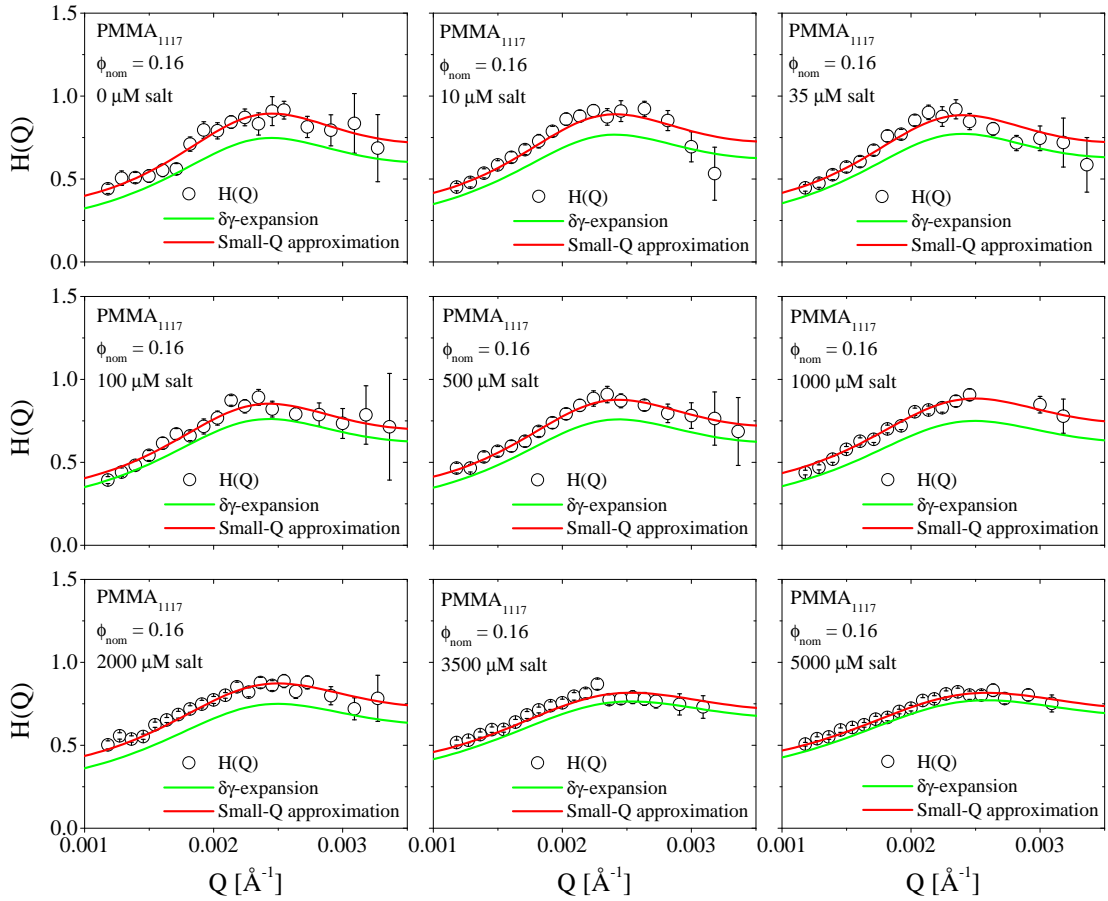 1.5
1.0
0.5
0.0
H(Q)
PMMA1117
ϕnom = 0.16
0 µM salt
H(Q)
δγ-expansion
Small-Q approximation
PMMA1117
ϕnom = 0.16
10 µM salt
H(Q)
δγ-expansion
Small-Q approximation
PMMA1117
ϕnom = 0.16
35 µM salt
H(Q)
δγ-expansion
Small-Q approximation
1.5
1.0
0.5
0.0
H(Q)
PMMA1117
ϕnom = 0.16
100 µM salt
H(Q)
δγ-expansion
Small-Q approximation
PMMA1117
ϕnom = 0.16
500 µM salt
H(Q)
δγ-expansion
Small-Q approximation
PMMA1117
ϕnom = 0.16
1000 µM salt
H(Q)
δγ-expansion
Small-Q approximation
1.5
1.0
0.5
0.0
H(Q)
PMMA1117
ϕnom = 0.16
2000 µM salt
H(Q)
δγ-expansion
Small-Q approximation
PMMA1117
ϕnom = 0.16
3500 µM salt
H(Q)
δγ-expansion
Small-Q approximation
PMMA1117
ϕnom = 0.16
5000 µM salt
H(Q)
δγ-expansion
Small-Q approximation
0.001 0.002 0.003
0.001 0.002 0.003
0.001 0.002 0.003
Q [Å-1]
Q [Å-1]
Q [Å-1]